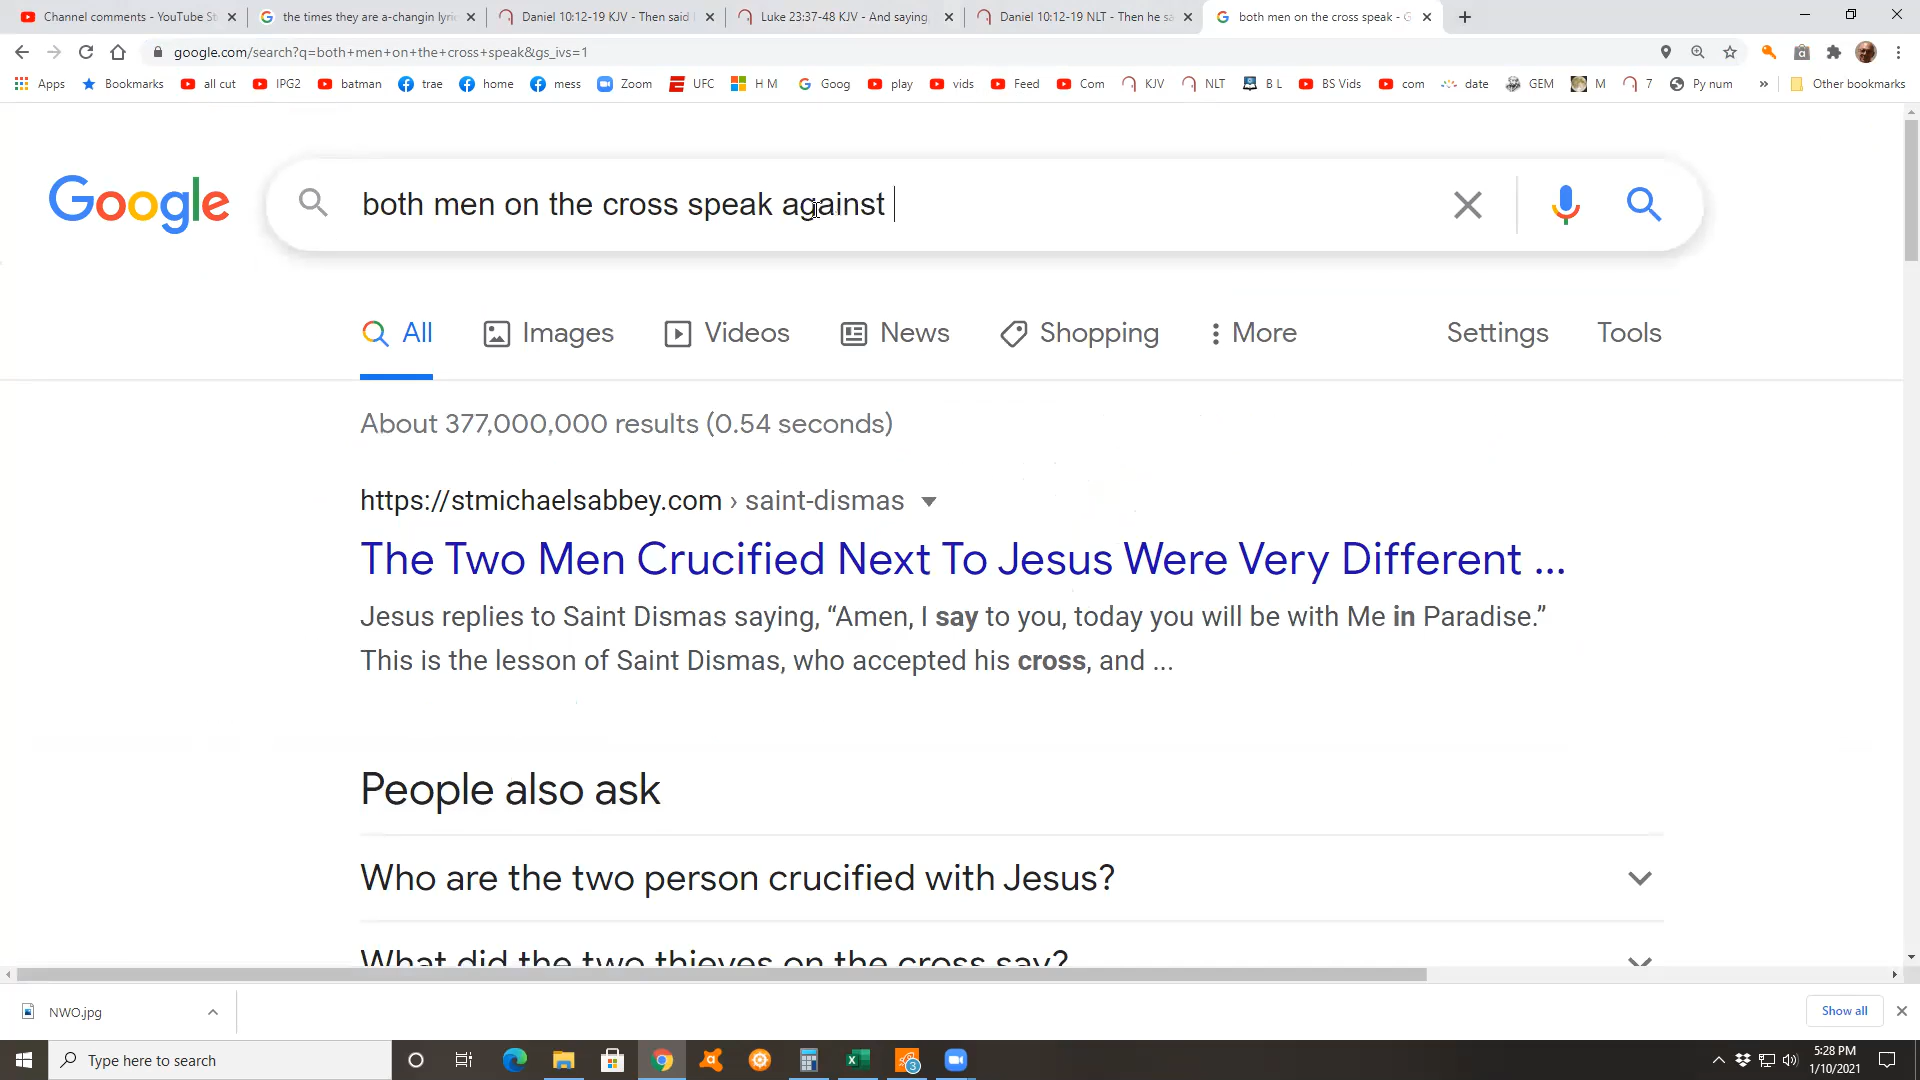 Channel comments - YouTube St
the times they are a-changin lyric
Daniel 10:12-19 KJV - Then said
Luke 23:37-48 KJV - And saying
Daniel 10:12-19 NLT - Then he sa
both men on the cross speak - G
google.com/search?q=both+men+on+the+cross+speak&gs_ivs=1
Apps
Bookmarks
all cut
IPG2
batman
trae
home
mess
Zoom
UFC
H M
Goog
play
vids
Feed
Com
KJV
NLT
B L
BS Vids
com
date
GEM
M
7
Py num
»
Other bookmarks
Google
both men on the cross speak against
All
Images
Videos
News
Shopping
More
Settings
Tools
About 377,000,000 results (0.54 seconds)
https://stmichaelsabbey.com › saint-dismas
The Two Men Crucified Next To Jesus Were Very Different ...
Jesus replies to Saint Dismas saying, “Amen, I say to you, today you will be with Me in Paradise.”
This is the lesson of Saint Dismas, who accepted his cross, and ...
People also ask
Who are the two person crucified with Jesus?
What did the two thieves on the cross say?
NWO.jpg
Show all
Type here to search
3
5:28 PM
1/10/2021